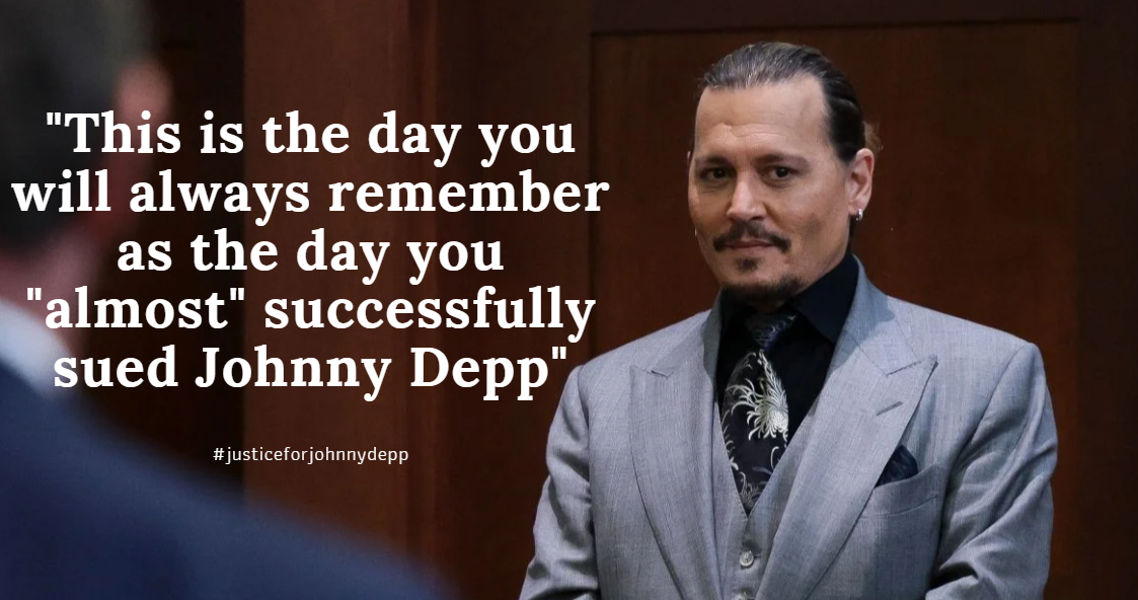 "This is the day you
will always remember
as the day you
"almost" successfully
sued Johnny Depp"
#justiceforjohnnydepp